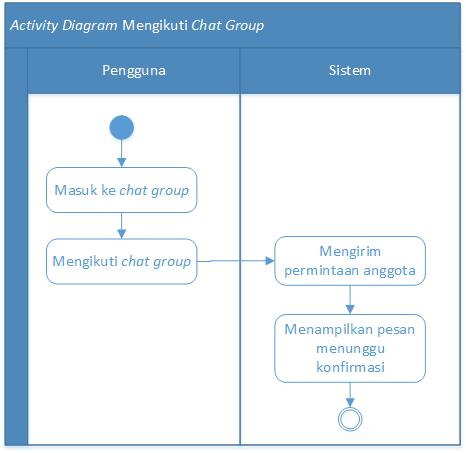 Activity Diagram Mengikuti Chat Group
Pengguna
Sistem
Masuk ke chat group
Mengikuti chat group
Mengirim
permintaan anggota
Menampilkan pesan
menunggu
konfirmasi